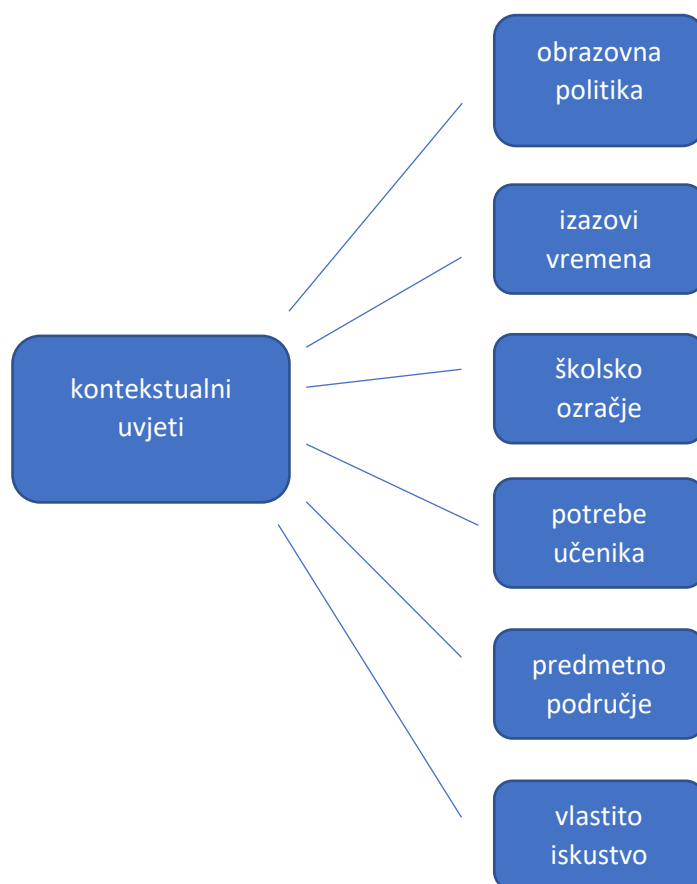 obrazovna
politika
izazovi
vremena
školsko
ozračje
kontekstualni
uvjeti
potrebe
učenika
predmetno
područje
vlastito
iskustvo